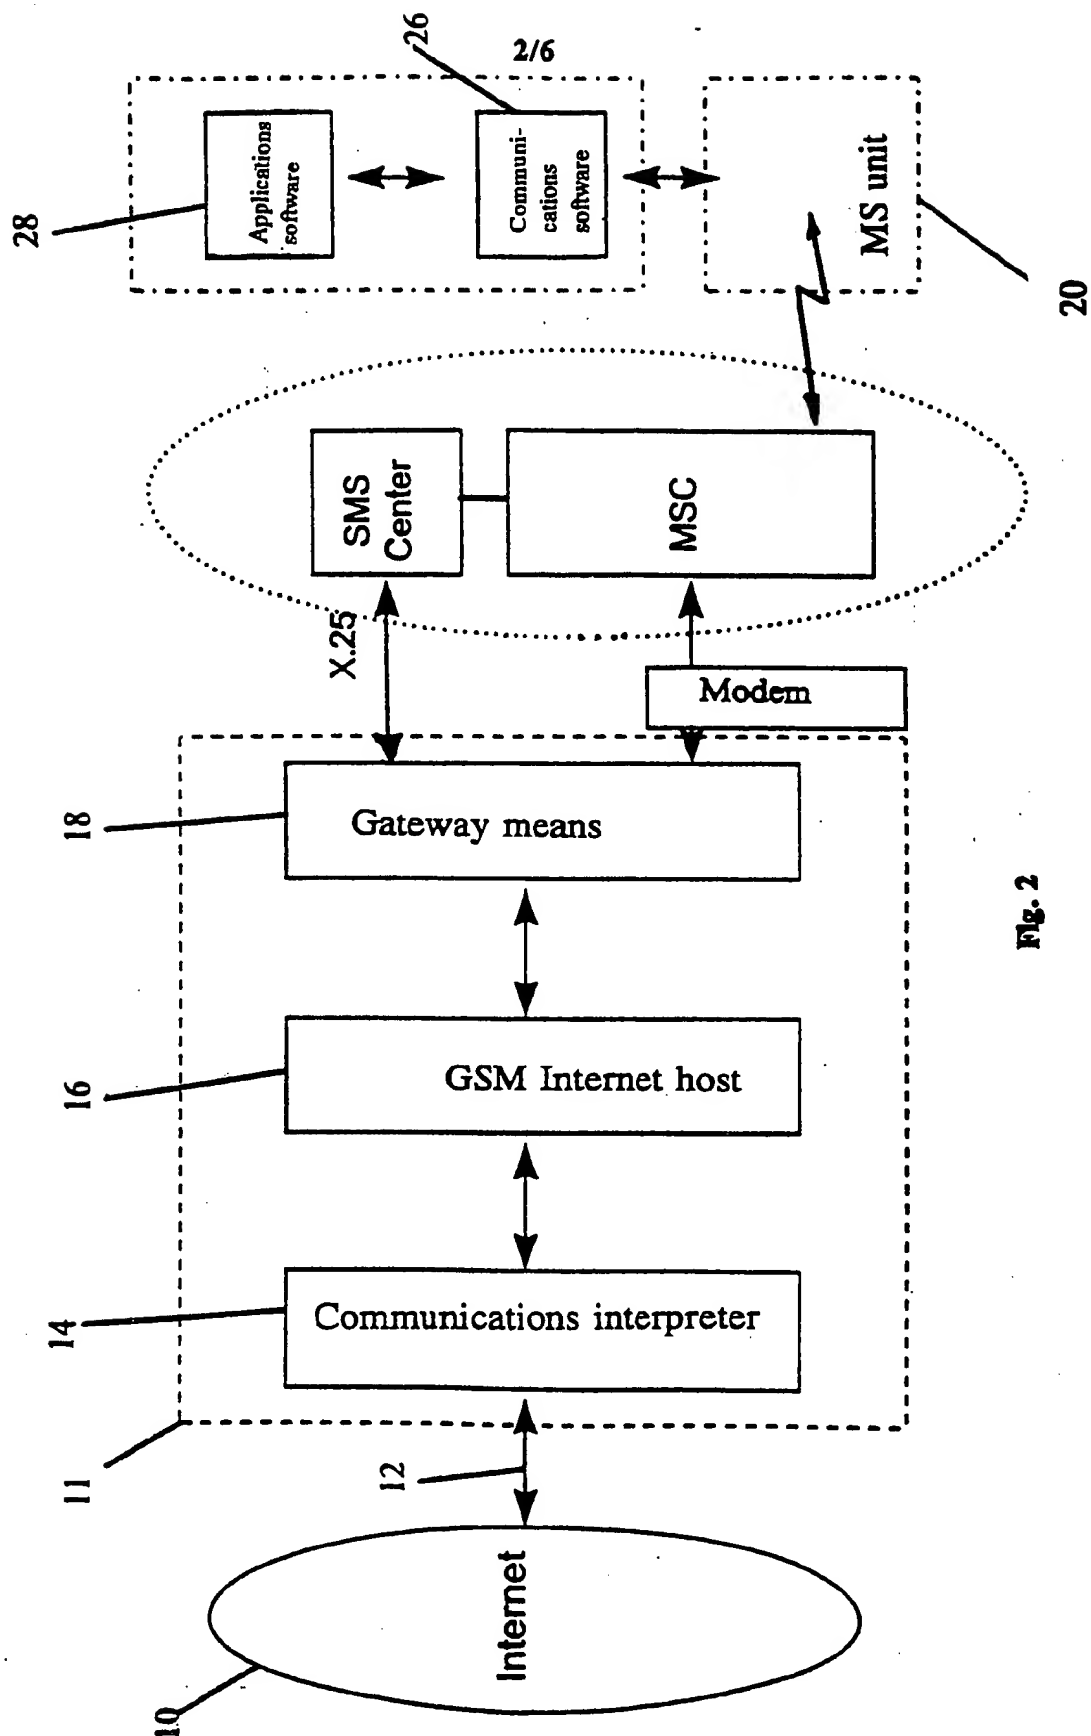 2/6
26
28
Applications
software
Communi-
cations
software
MS unit
20
SMS
Center
MSC
X.25
Modem
18
Gateway means
16
GSM Internet host
14
Communications interpreter
11
12
Internet
10
Fig. 2